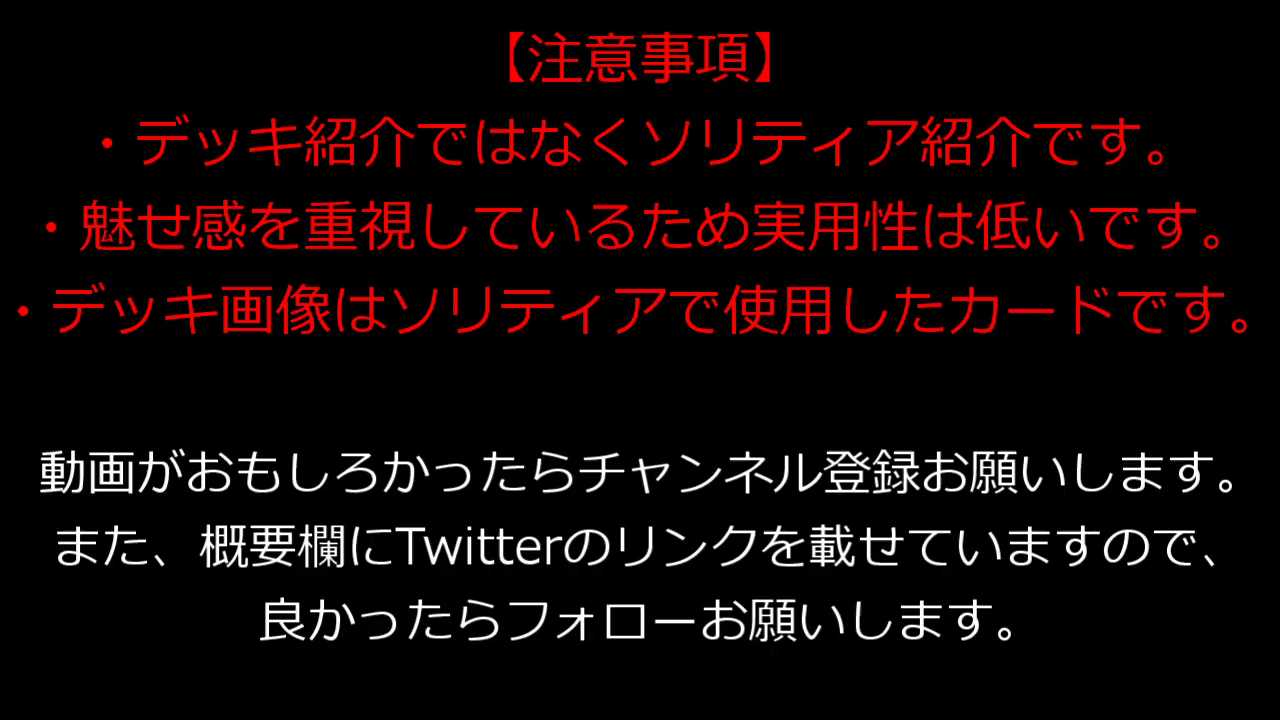 【注意事項】
・デッキ紹介ではなくソリティア紹介です。
・魅せ感を重視しているため実用性は低いです。
・デッキ画像はソリティアで使用したカードです。
動画がおもしろかったらチャンネル登録お願いします。
また、概要欄にTwitterのリンクを載せていますので、
良かったらフォローお願いします。